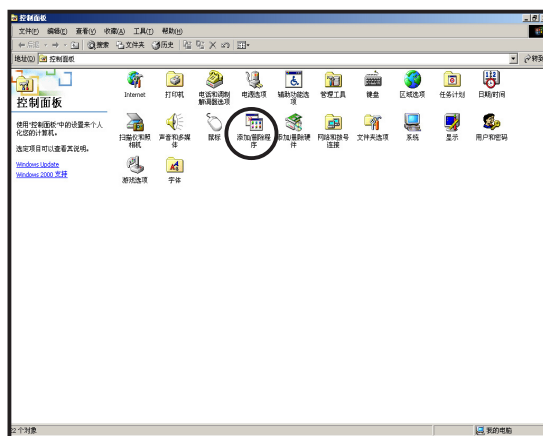 控制面板
文件(F) 编辑(E) 查看(V) 收藏(A) 工具(T) 帮助(H)
后退 搜索 文件夹 历史
地址(D) 控制面板 转到
控制面板
使用“控制面板”中的设置来个人
化您的计算机。
选定项目可以查看其说明。
Windows Update
Windows 2000 支持
Internet
打印机
电话和调制
解调器选项
电源选项
辅助功能选
项
管理工具
键盘
区域选项
任务计划
日期/时间
扫描仪和照
相机
声音和多媒
体
鼠标
添加/删除程
序
添加/删除硬
件
网络和拨号
连接
文件夹选项
系统
显示
用户和密码
游戏选项
字体
22 个对象
我的电脑